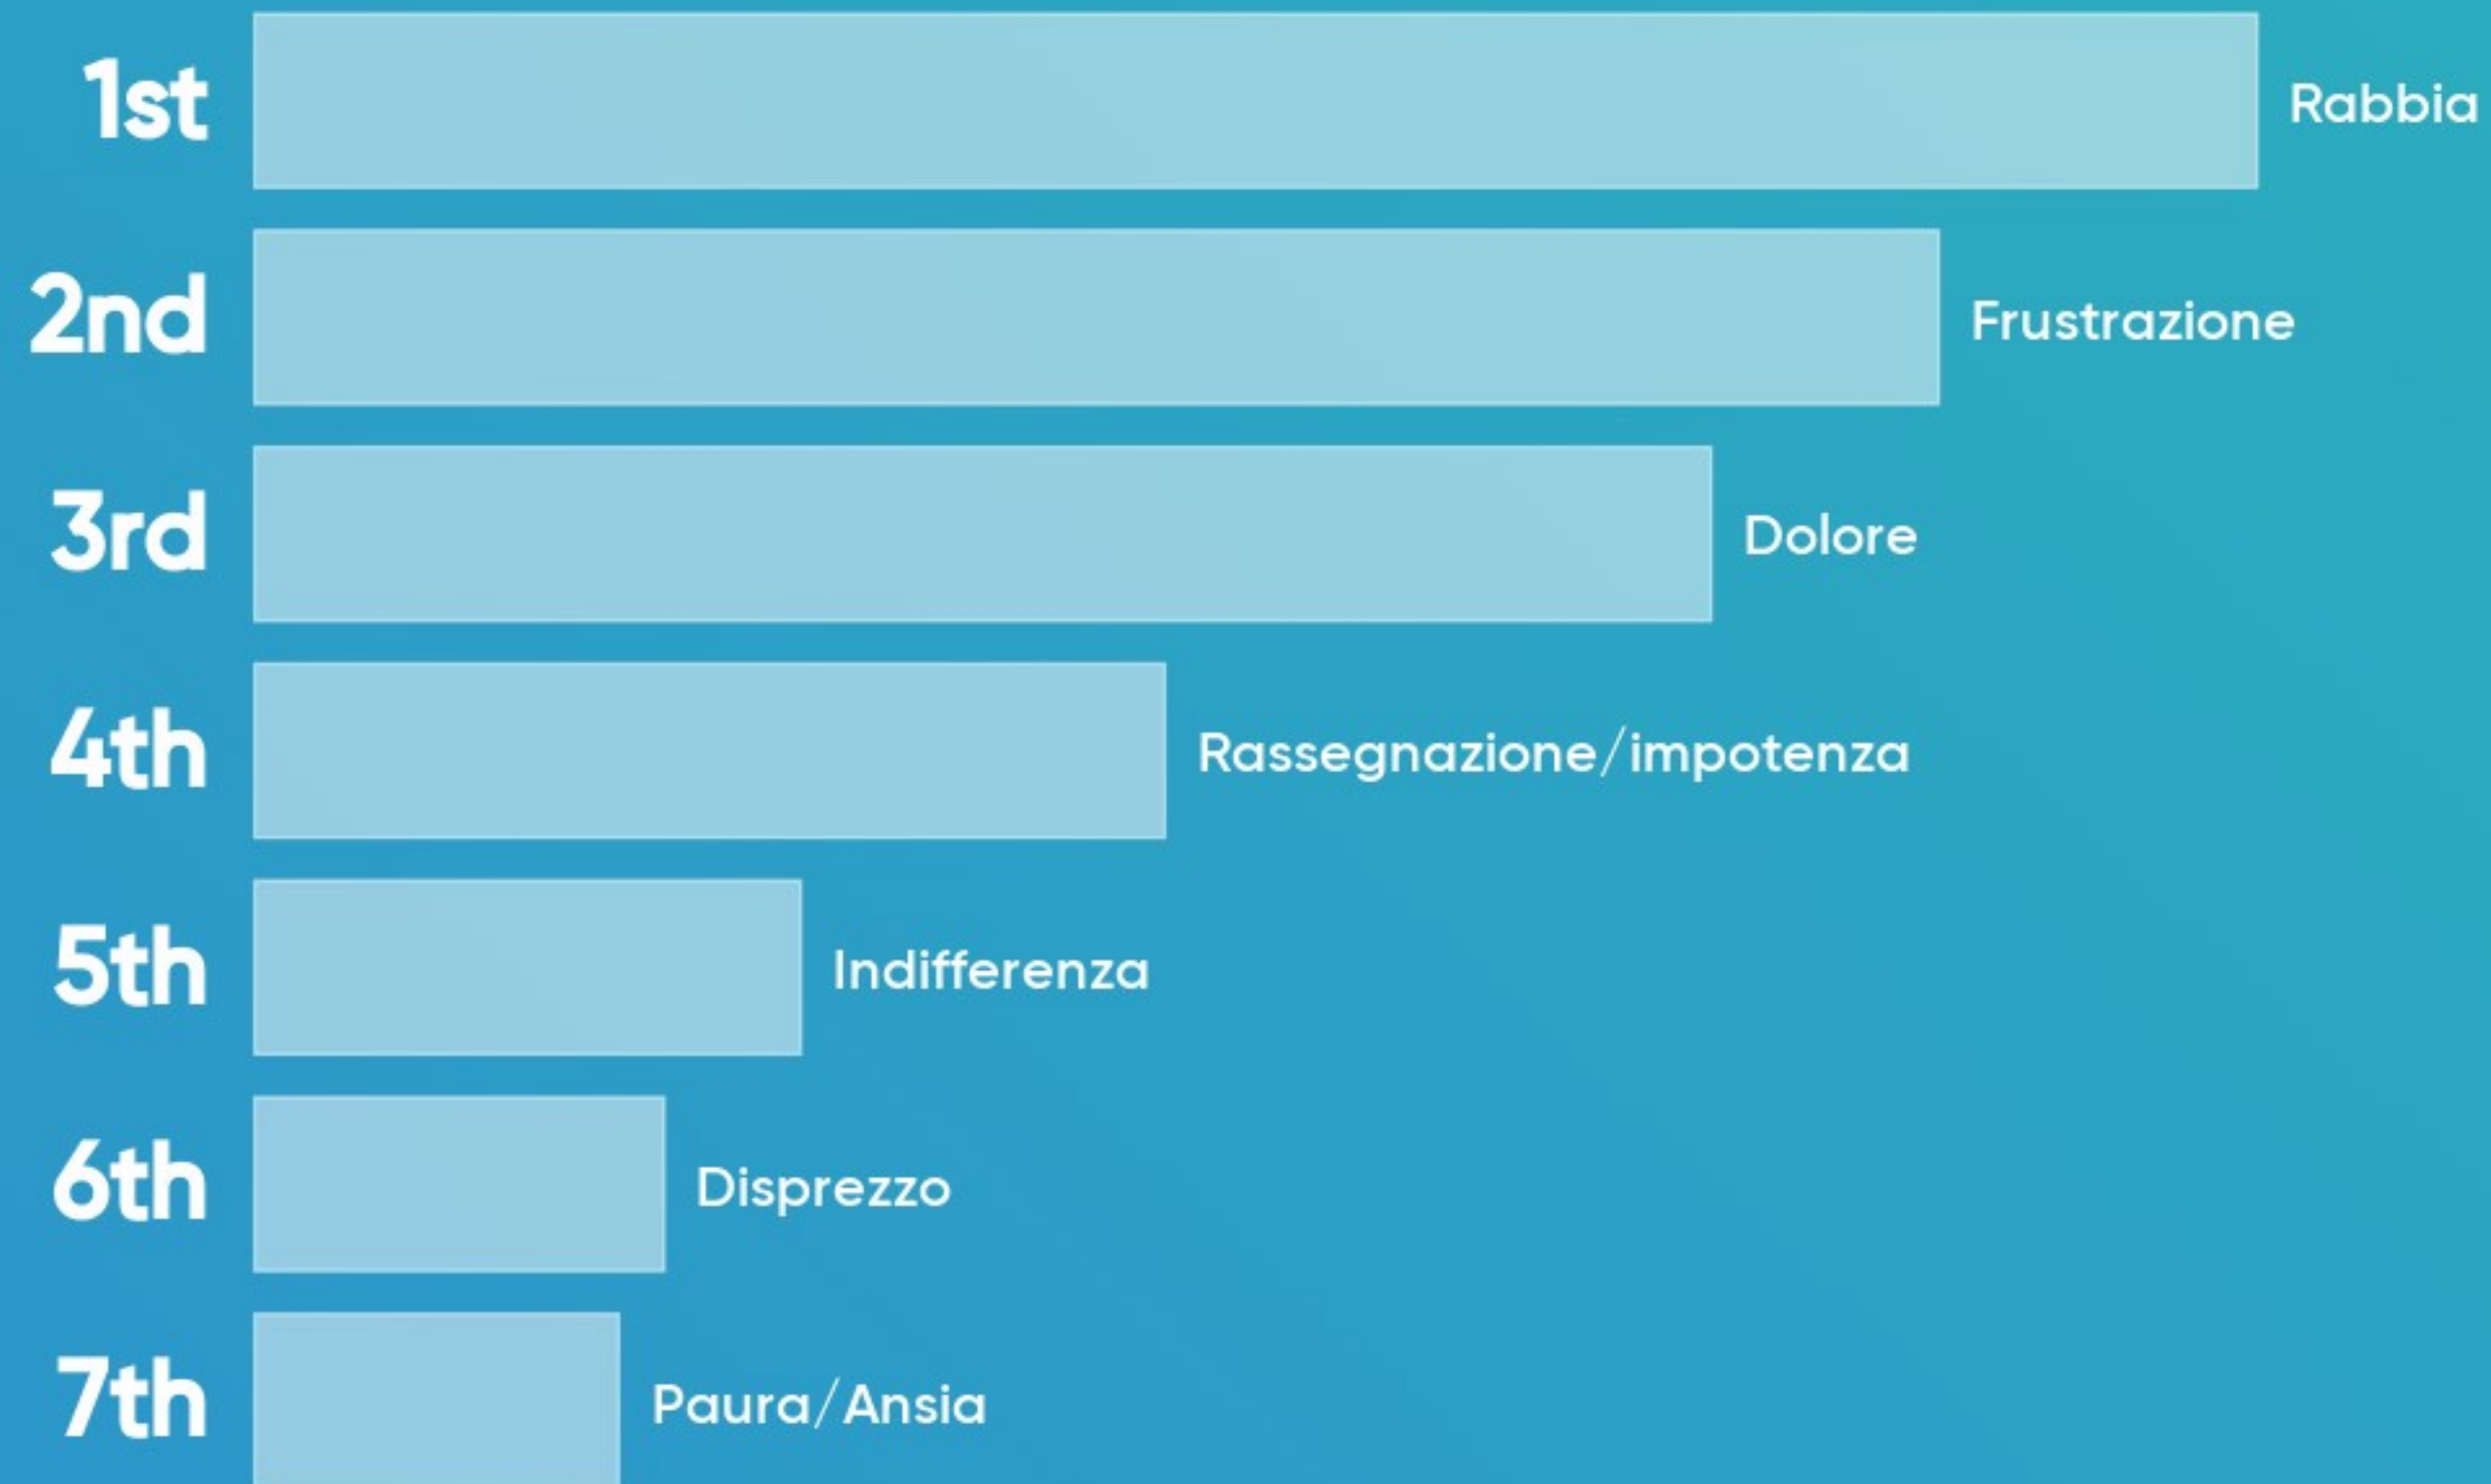 1st Rabbia
2nd Frustrazione
3rd Dolore
4th Rassegnazione/impotenza
5th Indifferenza
6th Disprezzo
7th Paura/Ansia